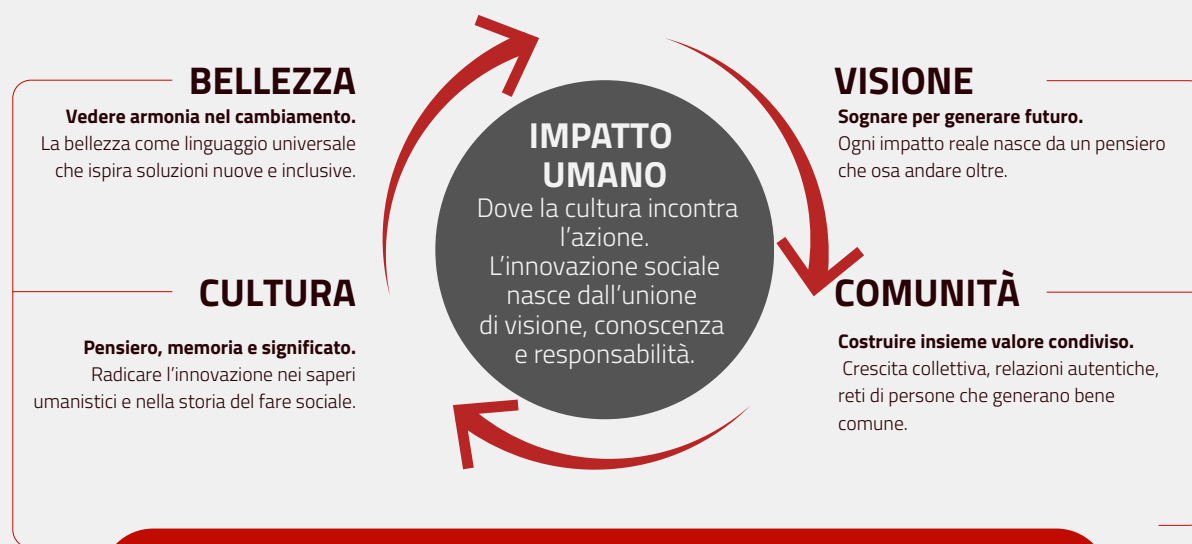 BELLEZZA
Vedere armonia nel cambiamento.
La bellezza come linguaggio universale
che ispira soluzioni nuove e inclusive.
CULTURA
Pensiero, memoria e significato.
Radicare l’innovazione nei saperi
umanistici e nella storia del fare sociale.
IMPATTO
UMANO
Dove la cultura incontra
l’azione.
L’innovazione sociale
nasce dall’unione
di visione, conoscenza
e responsabilità.
VISIONE
Sognare per generare futuro.
Ogni impatto reale nasce da un pensiero
che osa andare oltre.
COMUNITÀ
Costruire insieme valore condiviso.
Crescita collettiva, relazioni autentiche,
reti di persone che generano bene
comune.